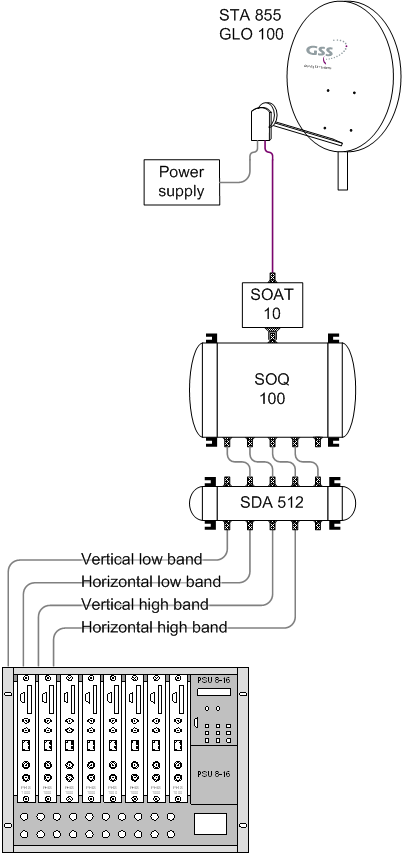 STA 855
GLO 100
GSS
Power
supply
SOAT
10
SOQ
100
SDA 512
Vertical low band
Horizontal low band
Vertical high band
Horizontal high band
PSU 8-16
PSU 8-16